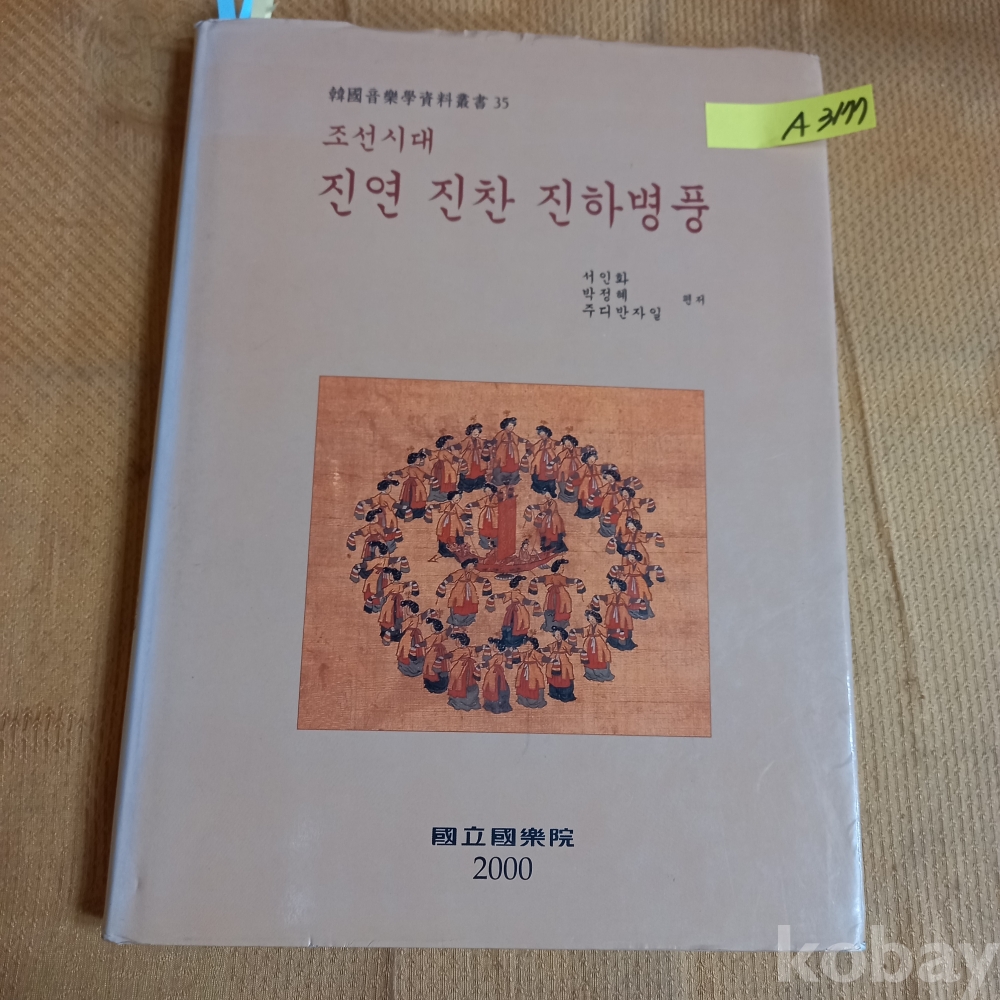 韓國音樂學資料叢書 35
A 3177
조선시대
진연 진찬 진하병풍
서인화
박정혜 편저
주디반자일
國立國樂院
2000
kobay